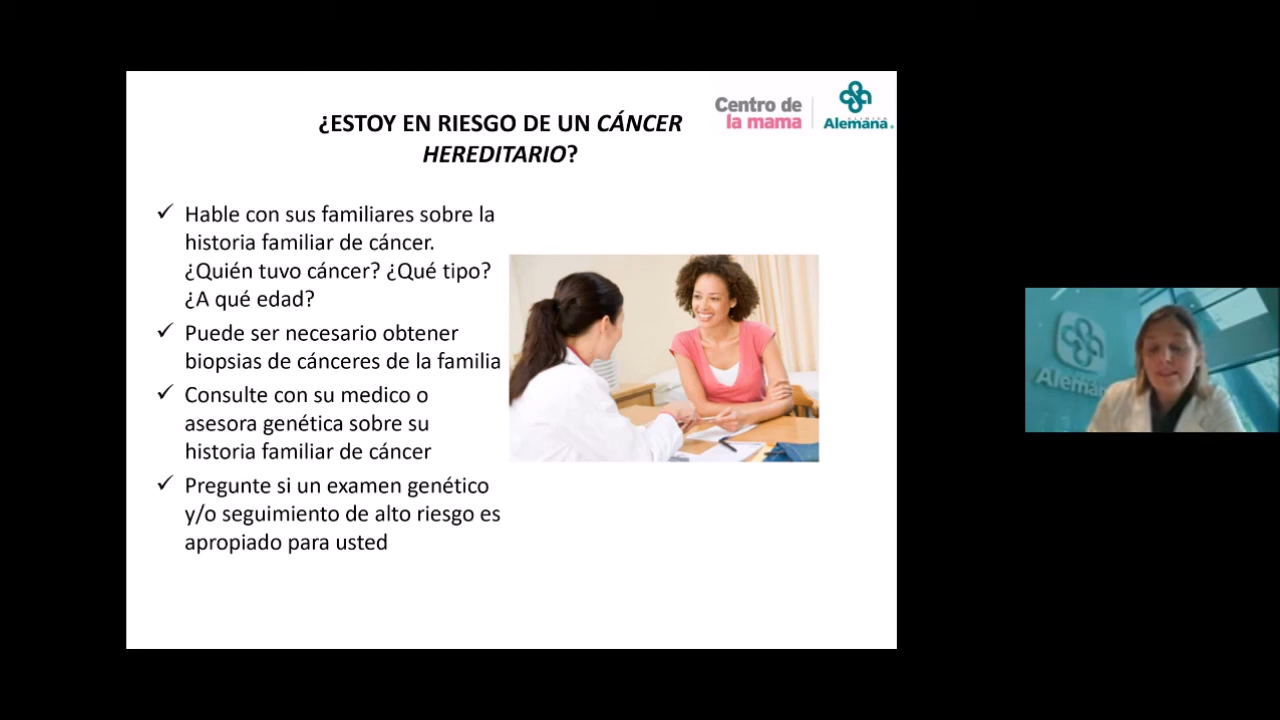 ¿ESTOY EN RIESGO DE UN CÁNCER
HEREDITARIO?
Centro de
la mama
CLÍNICA
Alemana
✓ Hable con sus familiares sobre la
historia familiar de cáncer.
¿Quién tuvo cáncer? ¿Qué tipo?
¿A qué edad?
✓ Puede ser necesario obtener
biopsias de cánceres de la familia
✓ Consulte con su medico o
asesora genética sobre su
historia familiar de cáncer
✓ Pregunte si un examen genético
y/o seguimiento de alto riesgo es
apropiado para usted
Alemana